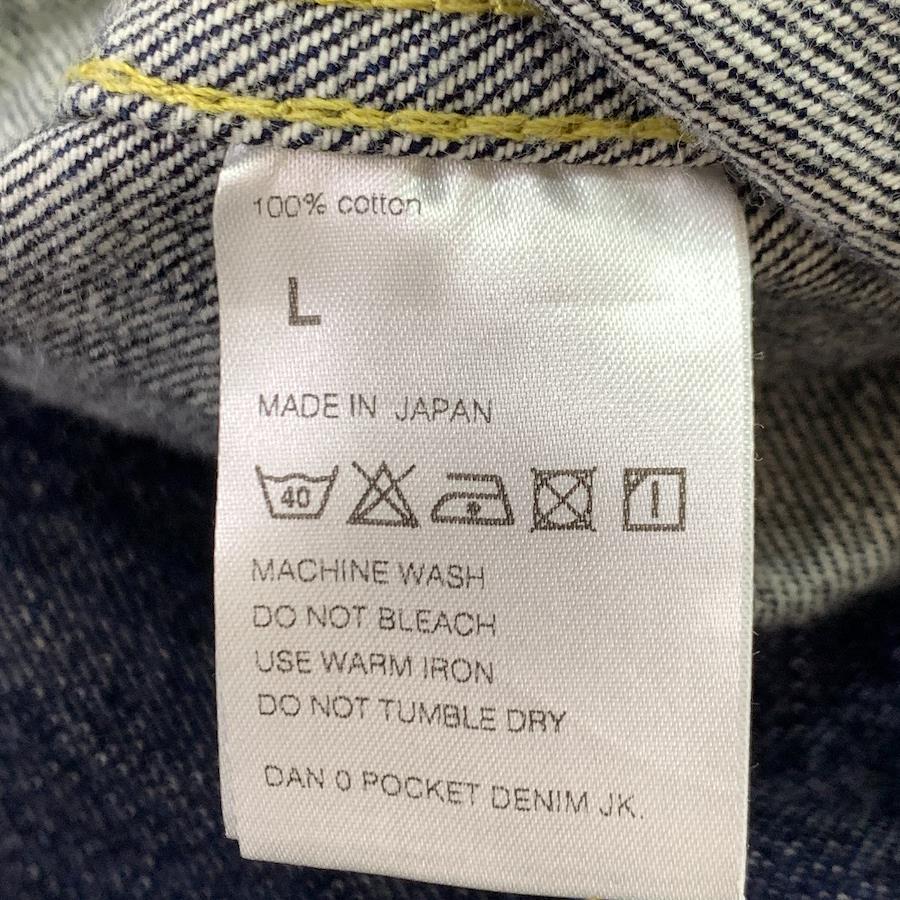 100% cotton
L
MADE IN JAPAN
40
MACHINE WASH
DO NOT BLEACH
USE WARM IRON
DO NOT TUMBLE DRY
DAN 0 POCKET DENIM JK.